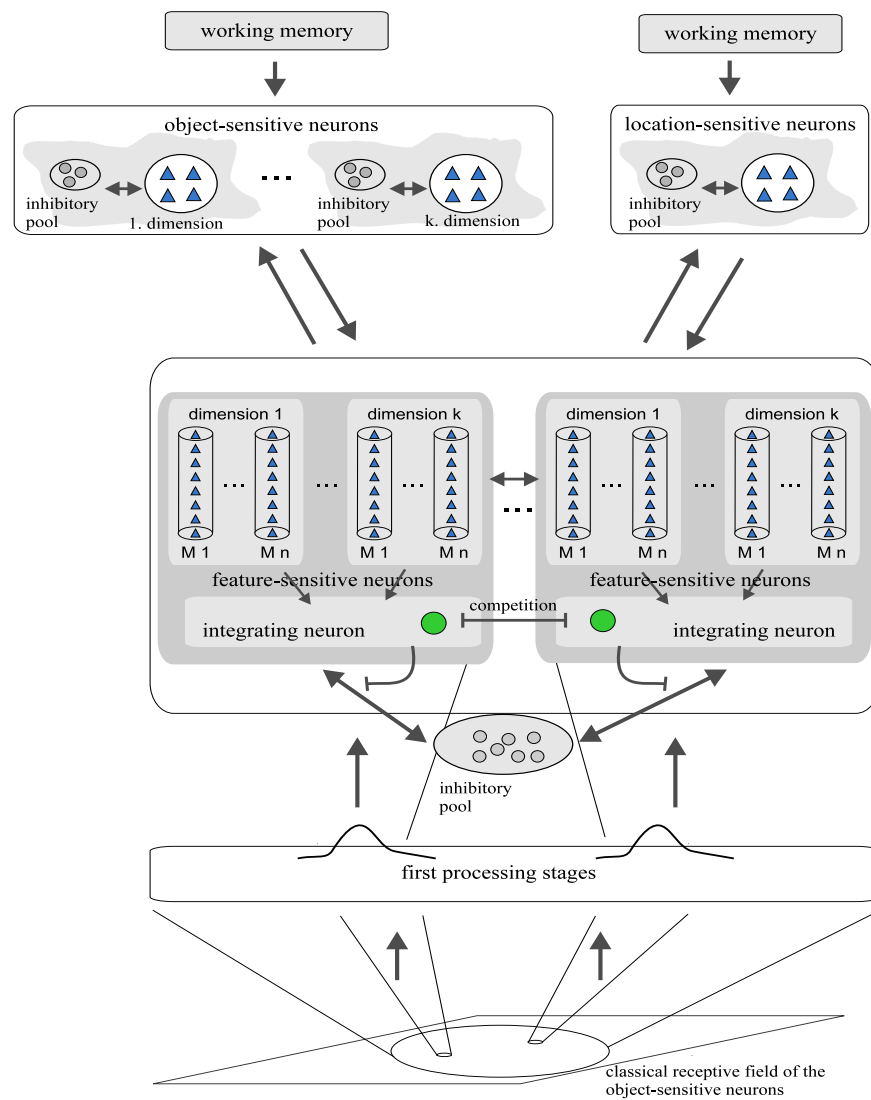 working memory
working memory
object-sensitive neurons
location-sensitive neurons
inhibitory
pool
1. dimension
...
inhibitory
pool
k. dimension
inhibitory
pool
dimension 1
dimension k
dimension 1
dimension k
...
...
...
...
...
...
...
M 1
M n
M 1
M n
M 1
M n
M 1
M n
feature-sensitive neurons
feature-sensitive neurons
competition
integrating neuron
integrating neuron
inhibitory
pool
first processing stages
classical receptive field of the
object-sensitive neurons